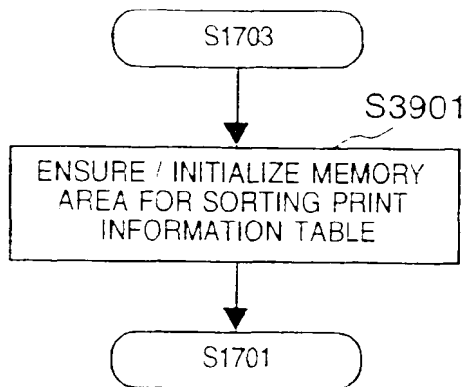 S1703
S3901
ENSURE / INITIALIZE MEMORY
AREA FOR SORTING PRINT
INFORMATION TABLE
S1701